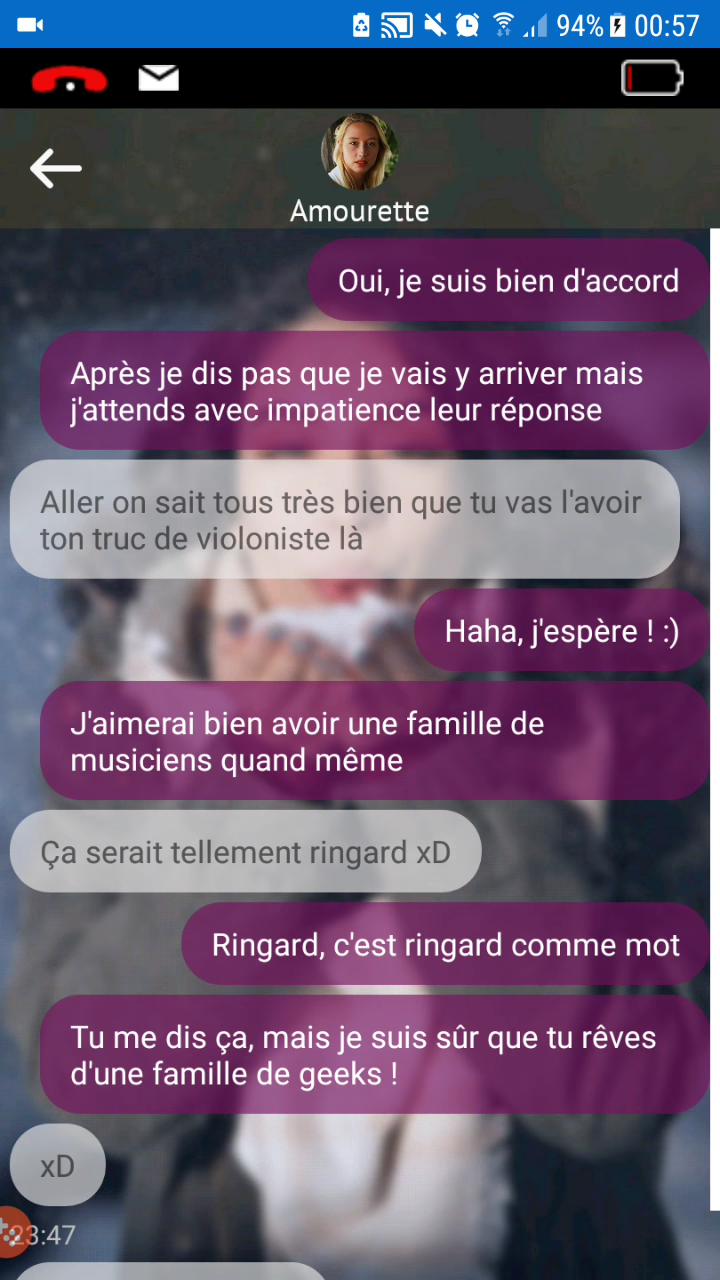 94% 00:57
Amourette
Oui, je suis bien d'accord
Après je dis pas que je vais y arriver mais
j'attends avec impatience leur réponse
Aller on sait tous très bien que tu vas l'avoir
ton truc de violoniste là
Haha, j'espère ! :)
J'aimerai bien avoir une famille de
musiciens quand même
Ça serait tellement ringard xD
Ringard, c'est ringard comme mot
Tu me dis ça, mais je suis sûr que tu rêves
d'une famille de geeks !
xD
23:47